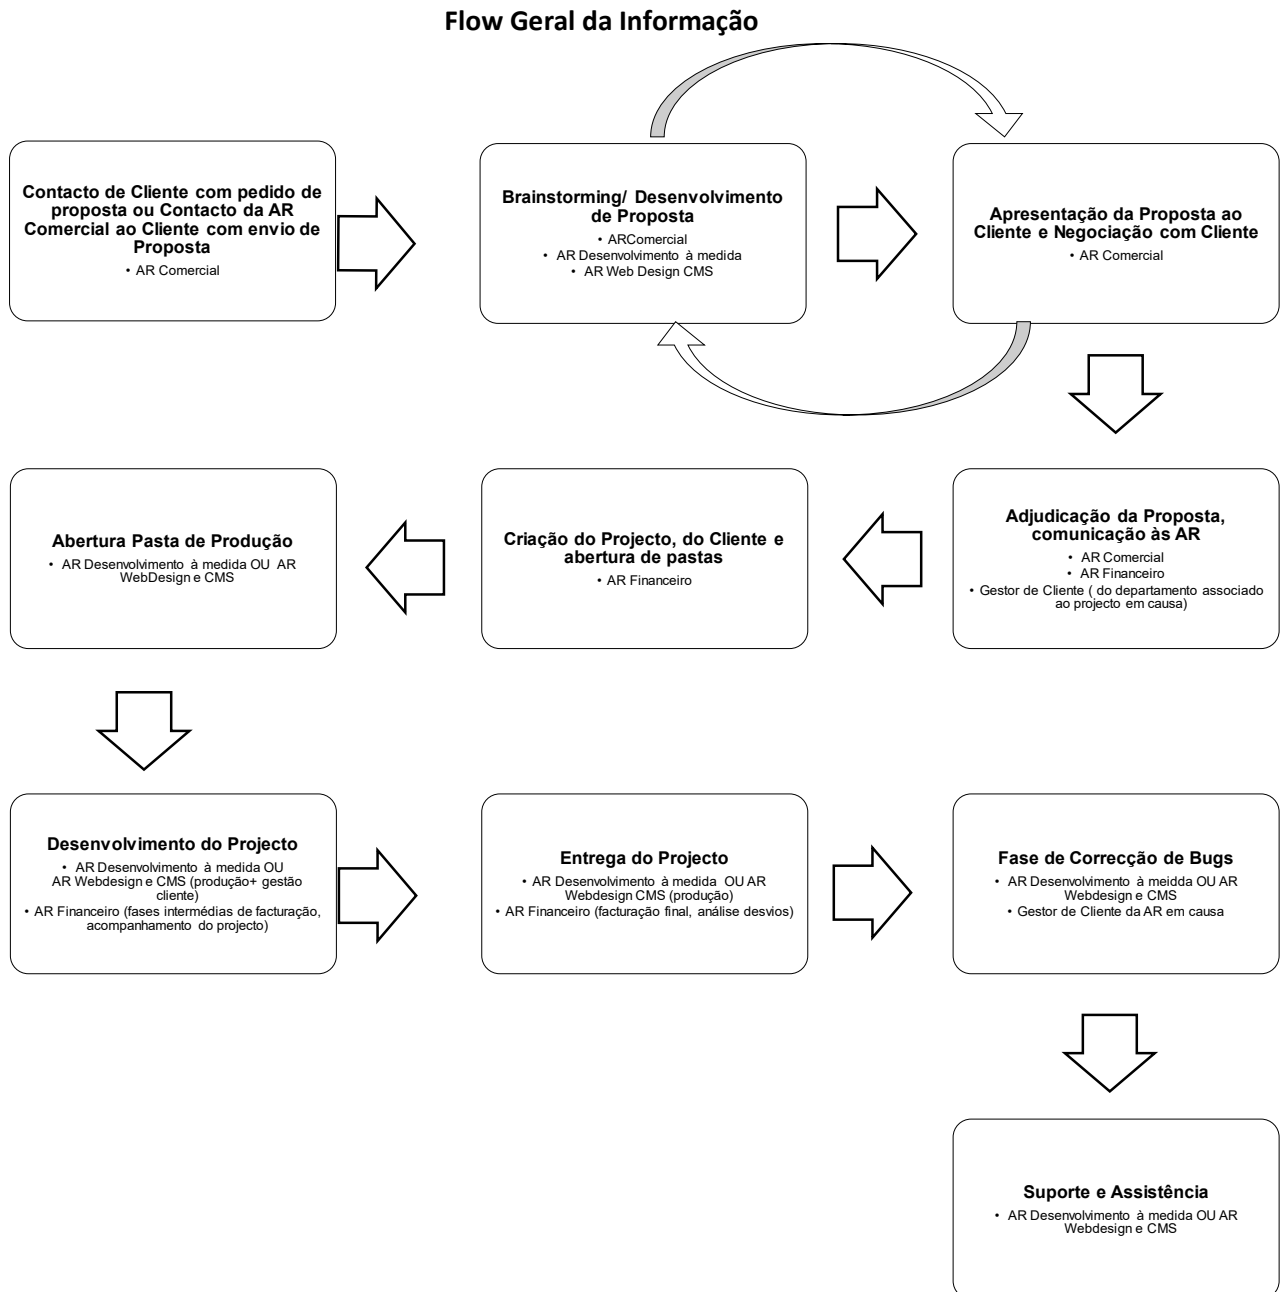 Flow Geral da Informação
Contacto de Cliente com pedido de
proposta ou Contacto da AR
Comercial ao Cliente com envio de
Proposta
• AR Comercial
Brainstorming/ Desenvolvimento
de Proposta
• ARComercial
• AR Desenvolvimento à medida
• AR Web Design CMS
Apresentação da Proposta ao
Cliente e Negociação com Cliente
• AR Comercial
Abertura Pasta de Produção
• AR Desenvolvimento à medida OU AR
WebDesign e CMS
Criação do Projecto, do Cliente e
abertura de pastas
• AR Financeiro
Adjudicação da Proposta,
comunicação às AR
• AR Comercial
• AR Financeiro
• Gestor de Cliente ( do departamento associado
ao projecto em causa)
Desenvolvimento do Projecto
• AR Desenvolvimento à medida OU
AR Webdesign e CMS (produção+ gestão
cliente)
• AR Financeiro (fases intermédias de facturação,
acompanhamento do projecto)
Entrega do Projecto
• AR Desenvolvimento à medida OU AR
Webdesign CMS (produção)
• AR Financeiro (facturação final, análise desvios)
Fase de Correcção de Bugs
• AR Desenvolvimento à meidda OU AR
Webdesign e CMS
• Gestor de Cliente da AR em causa
Suporte e Assistência
• AR Desenvolvimento à medida OU AR
Webdesign e CMS